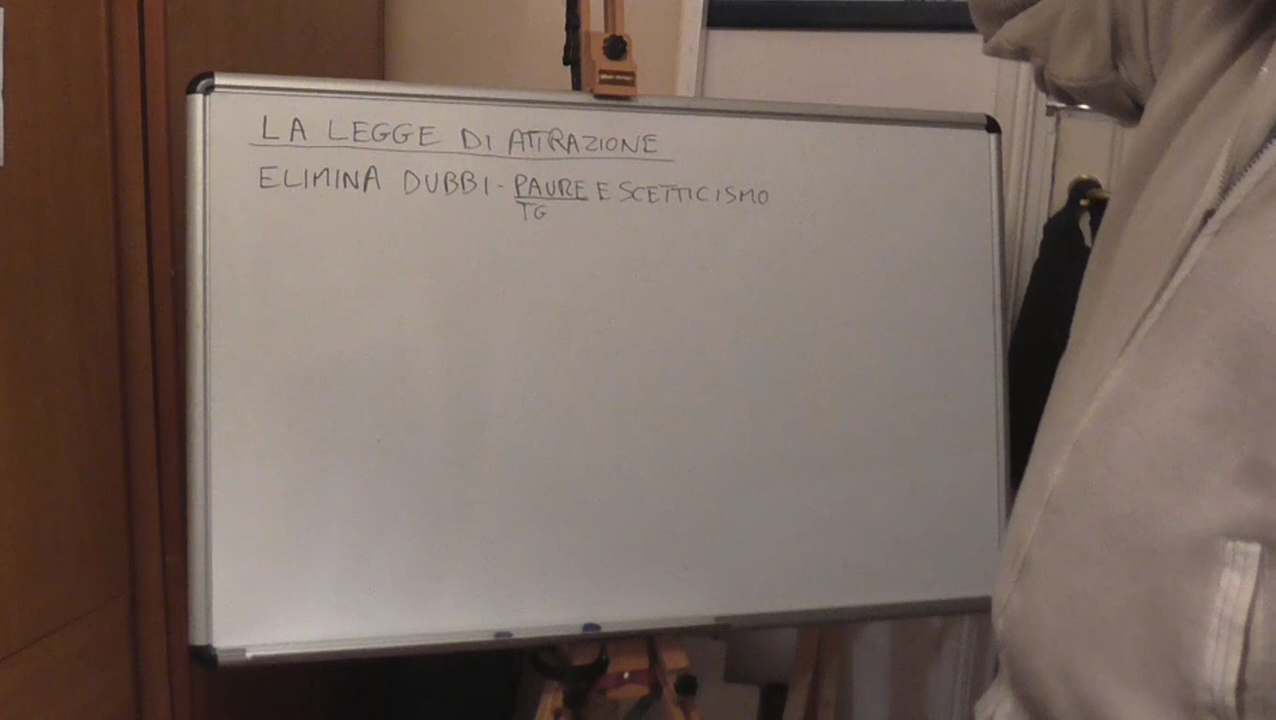 LA LEGGE DI ATTRAZIONE
ELIMINA DUBBI - PAURE E SCETTICISMO
TG